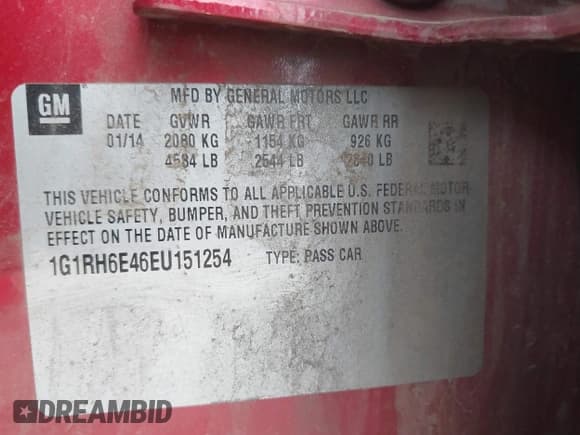 GM
MFD BY GENERAL MOTORS LLC
DATE GVWR GAWR FRT GAWR RR
01/14 2080 KG 1154 KG 926 KG
4584 LB 2544 LB 2040 LB
THIS VEHICLE CONFORMS TO ALL APPLICABLE U.S. FEDERAL MOTOR
VEHICLE SAFETY, BUMPER, AND THEFT PREVENTION STANDARDS IN
EFFECT ON THE DATE OF MANUFACTURE SHOWN ABOVE.
1G1RH6E46EU151254 TYPE: PASS CAR
DREAMBID